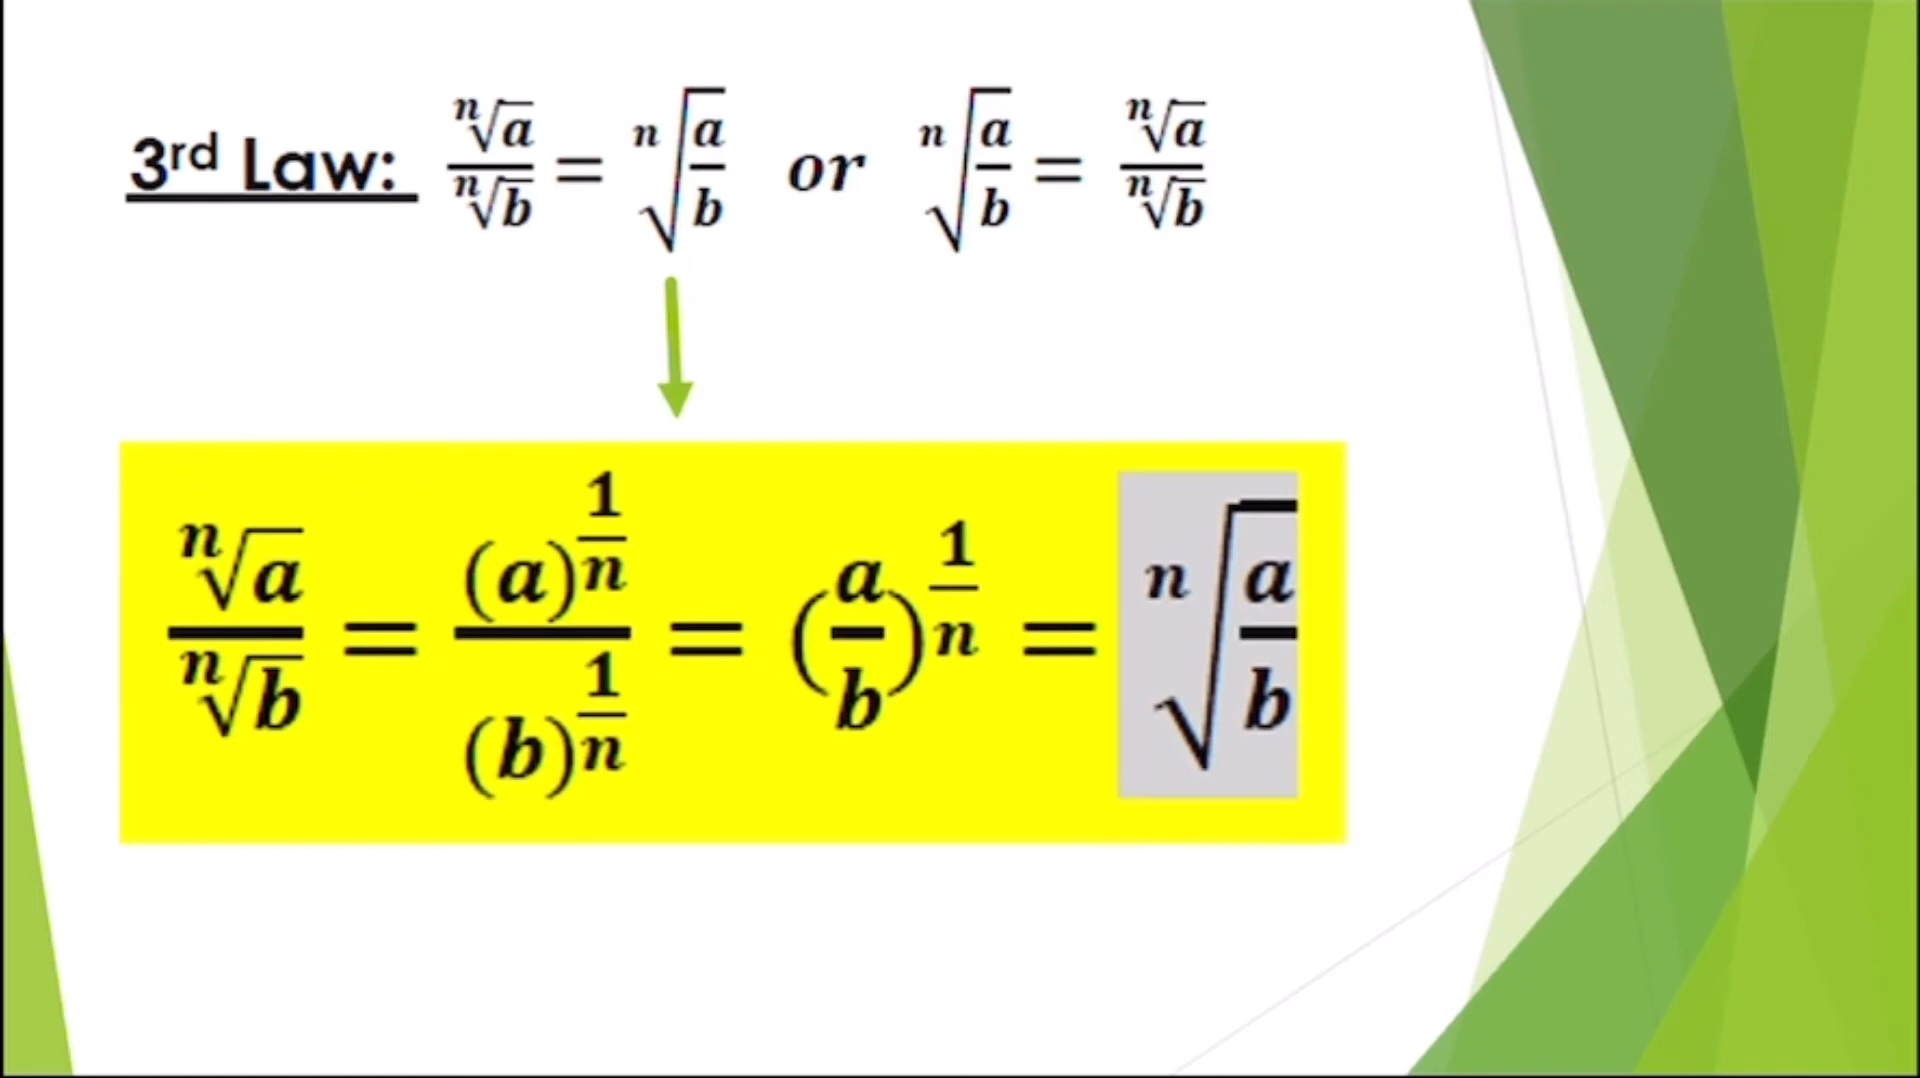 3rd Law: ⁿ√a / ⁿ√b = ⁿ√(a/b) or ⁿ√(a/b) = ⁿ√a / ⁿ√b
ⁿ√a / ⁿ√b = (a)^(1/n) / (b)^(1/n) = (a/b)^(1/n) = ⁿ√(a/b)